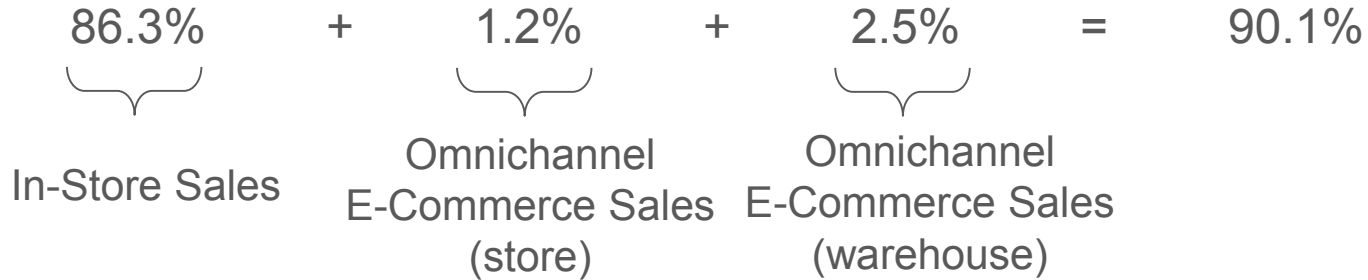 86.3% + 1.2% + 2.5% = 90.1%
In-Store Sales
Omnichannel
E-Commerce Sales
(store)
Omnichannel
E-Commerce Sales
(warehouse)